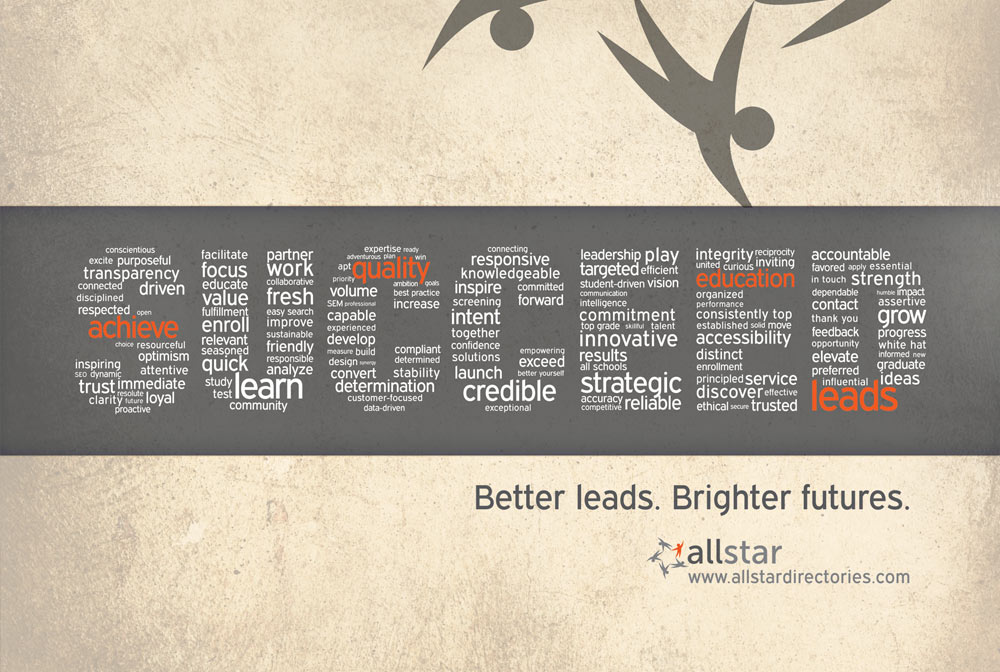 conscientious
excite purposeful
transparency
connected driven
disciplined
respected open
achieve
choice resourceful
optimism
inspiring attentive
SEO dynamic
trust immediate
resolute
clarity future loyal
proactive
facilitate
focus
educate
value
fulfillment
enroll
relevant
seasoned
quick
study
test learn
community
partner
work
collaborative
fresh
easy search
improve
sustainable
friendly
responsible
analyze
expertise ready
adventurous plan win
apt quality
priority ambition goals
volume best practice
SEM professional increase
capable
experienced
develop
measure build compliant
design synergy determined
convert stability
determination
customer-focused
data-driven
connecting
responsive
knowledgeable
inspire committed
screening forward
intent
together
confidence
solutions empowering
launch exceed
better yourself
credible
exceptional
leadership play
targeted efficient
student-driven vision
communication
intelligence
commitment
top grade skillful talent
innovative
results
all schools
strategic
accuracy
competitive reliable
integrity reciprocity
united curious inviting
education
organized
performance
consistently top
established solid move
accessibility
distinct
enrollment
principled service
discover effective
ethical secure trusted
accountable
favored apply essential
in touch strength
dependable humble impact
contact assertive
thank you grow
feedback progress
opportunity white hat
elevate informed new
preferred graduate
influential ideas
leads
Better leads. Brighter futures.
allstar
www.allstardirectories.com